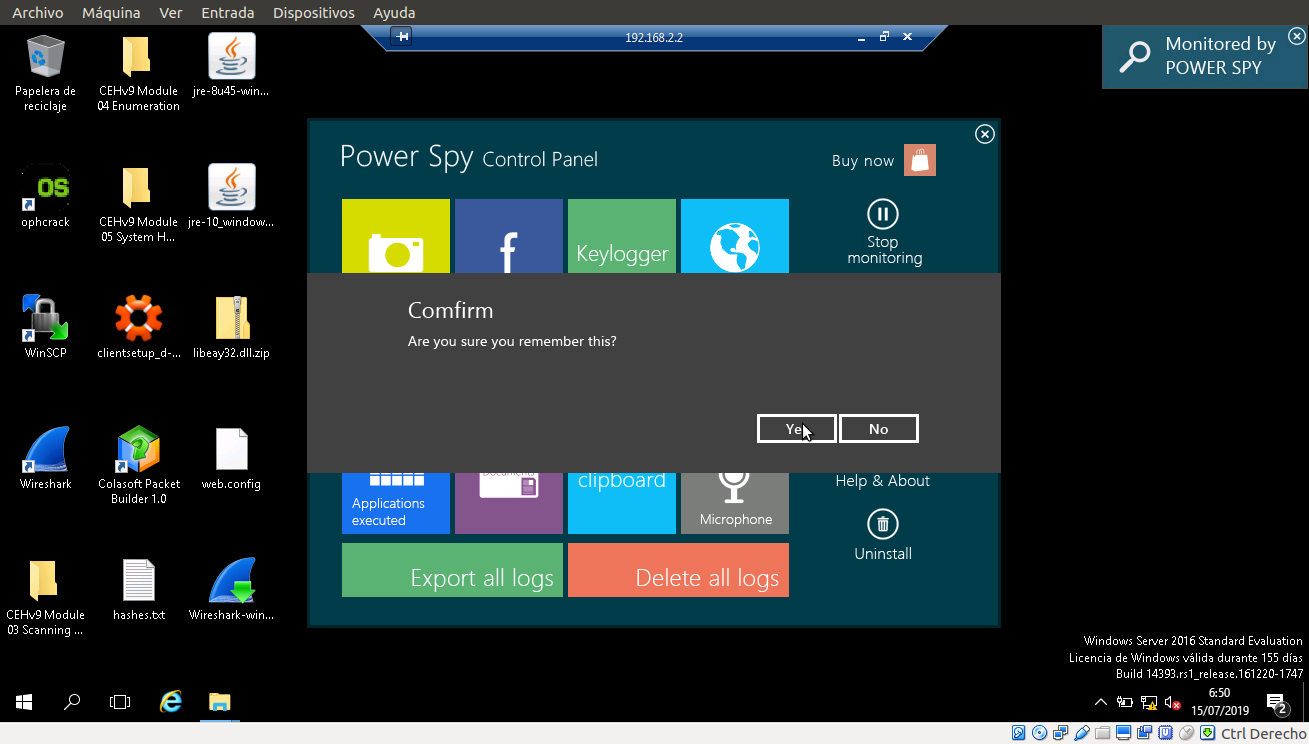 Archivo Máquina Ver Entrada Dispositivos Ayuda
192.168.2.2
Monitored by
POWER SPY
Papelera de
reciclaje
CEHv9 Module
04 Enumeration
jre-8u45-win...
ophcrack
CEHv9 Module
05 System H...
jre-10_window...
WinSCP
clientsetup_d-...
libeay32.dll.zip
Wireshark
Colasoft Packet
Builder 1.0
web.config
CEHv9 Module
03 Scanning ...
hashes.txt
Wireshark-win...
OS
Power Spy Control Panel
Buy now
f
Keylogger
Stop
monitoring
Comfirm
Are you sure you remember this?
No
Applications
executed
clipboard
Microphone
Help & About
Uninstall
Export all logs
Delete all logs
Windows Server 2016 Standard Evaluation
Licencia de Windows válida durante 155 días
Build 14393.rs1_release.161220-1747
6:50
15/07/2019
2
Ctrl Derecho